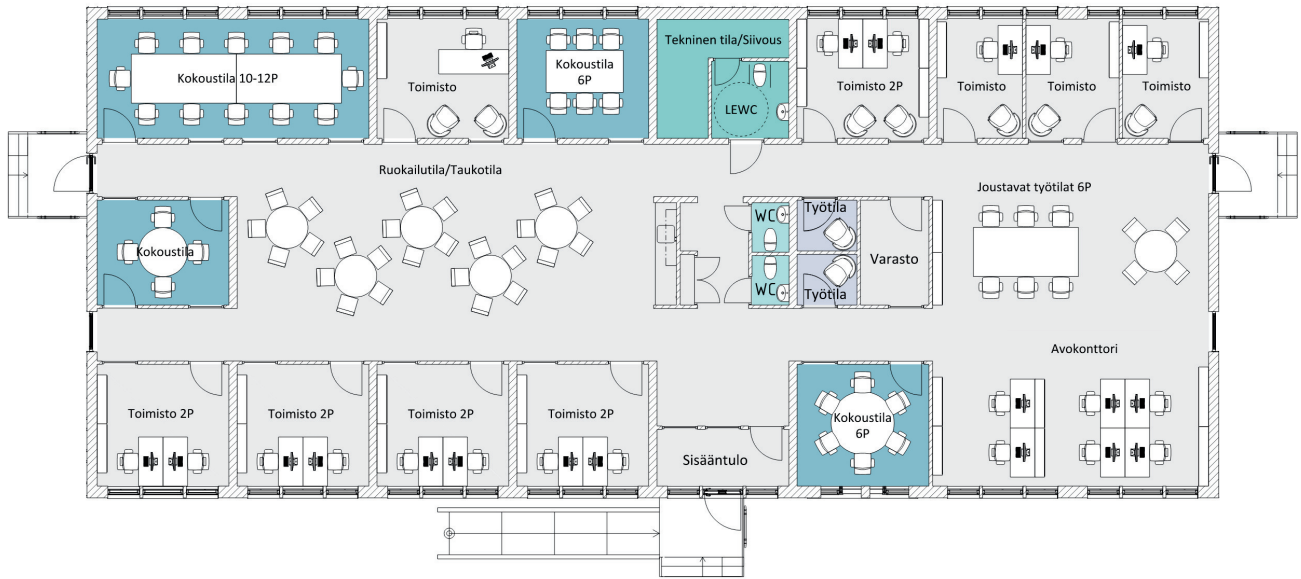 Kokoustila 10-12P
Toimisto
Kokoustila
6P
Tekninen tila/Siivous
LEWC
Toimisto 2P
Toimisto
Toimisto
Toimisto
Ruokailutila/Taukotila
Joustavat työtilat 6P
Kokoustila
WC
WC
Työtila
Työtila
Varasto
Avokonttori
Toimisto 2P
Toimisto 2P
Toimisto 2P
Toimisto 2P
Sisääntulo
Kokoustila
6P